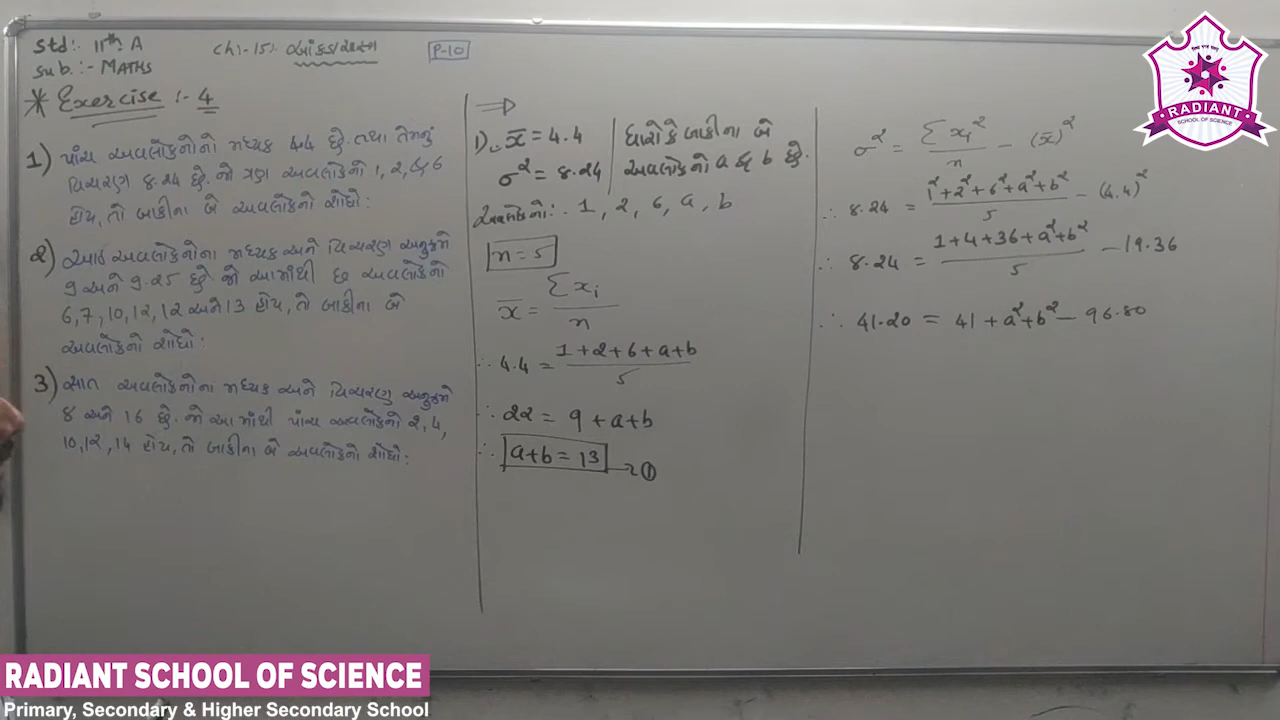 Std:- 11th A
Sub:- MATHS
Ch:-15: આંકડાશાસ્ત્ર
P-10
* Exercise :- 4
1) પાંચ અવલોકનોનો મધ્યક 4.4 છે. તથા તેમનું
વિચરણ 8.24 છે. જો ત્રણ અવલોકનો 1, 2, & 6
હોય, તો બાકીના બે અવલોકનો શોધો:
2) આઠ અવલોકનોના મધ્યક અને વિચરણ અનુક્રમે
9 અને 9.25 છે. જો આમાંથી છ અવલોકનો
6, 7, 10, 12, 12 અને 13 હોય, તો બાકીના બે
અવલોકનો શોધો:
3) સાત અવલોકનોના મધ્યક અને વિચરણ અનુક્રમે
8 અને 16 છે. જો આમાંથી પાંચ અવલોકનો 2, 4,
10, 12, 14 હોય, તો બાકીના બે અવલોકનો શોધો:
⇒
1) x̄ = 4.4
σ² = 8.24
ધારોકે બાકીના બે
અવલોકનો a & b છે.
અવલોકનો:- 1, 2, 6, a, b
n = 5
x̄ = Σxi / n
∴ 4.4 = 1+2+6+a+b / 5
∴ 22 = 9 + a+b
∴ a+b = 13 → ①
σ² = Σxi² / n − (x̄)²
∴ 8.24 = 1²+2²+6²+a²+b² / 5 − (4.4)²
∴ 8.24 = 1+4+36+a²+b² / 5 − 19.36
∴ 41.20 = 41 + a²+b² − 96.80
RADIANT
SCHOOL OF SCIENCE
RADIANT SCHOOL OF SCIENCE
Primary, Secondary & Higher Secondary School